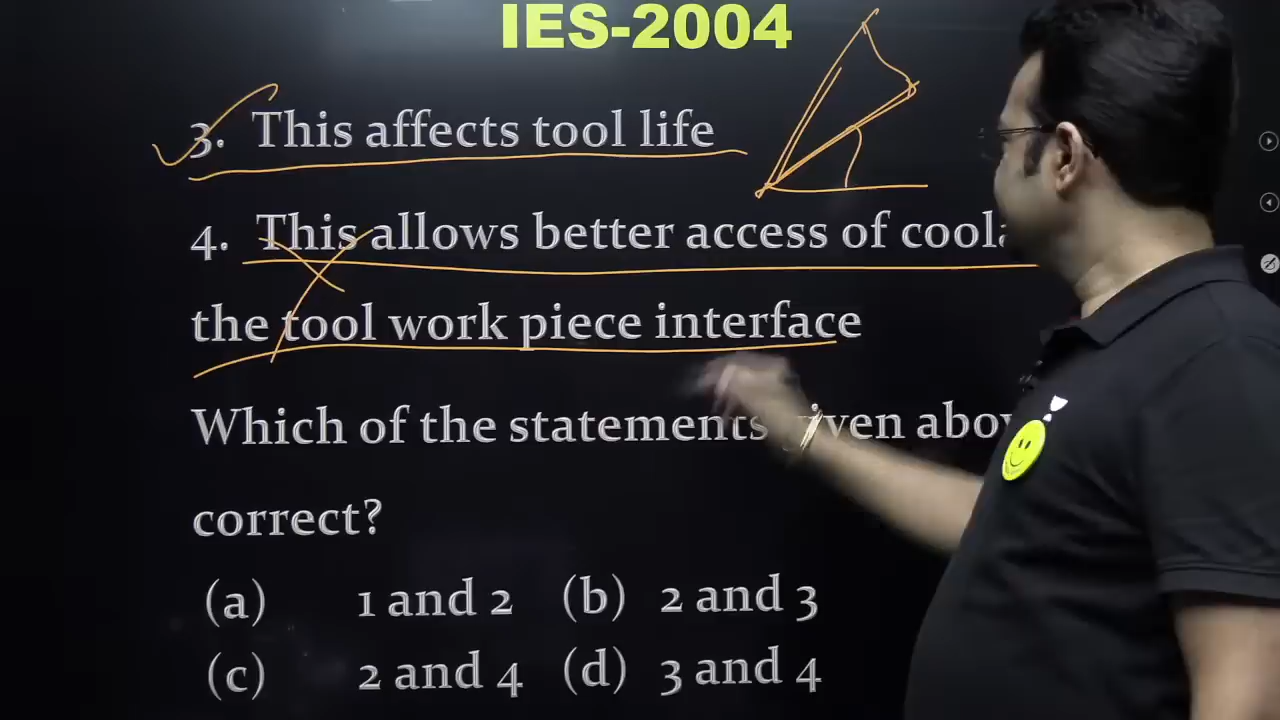 IES-2004
3. This affects tool life
4. This allows better access of
the tool work piece interface
Which of the statements
correct?
(a) 1 and 2 (b) 2 and 3
(c) 2 and 4 (d) 3 and 4